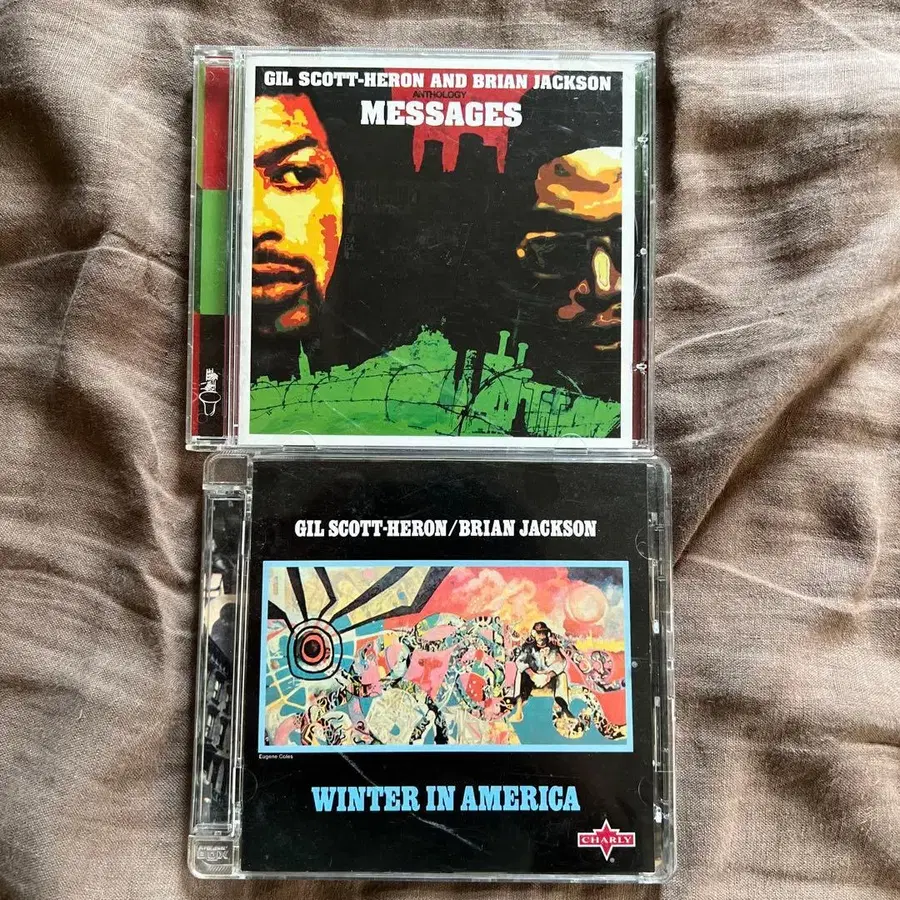 GIL SCOTT-HERON AND BRIAN JACKSON
ANTHOLOGY
MESSAGES
GIL SCOTT-HERON/BRIAN JACKSON
Eugene Coles
WINTER IN AMERICA
CHARLY
®